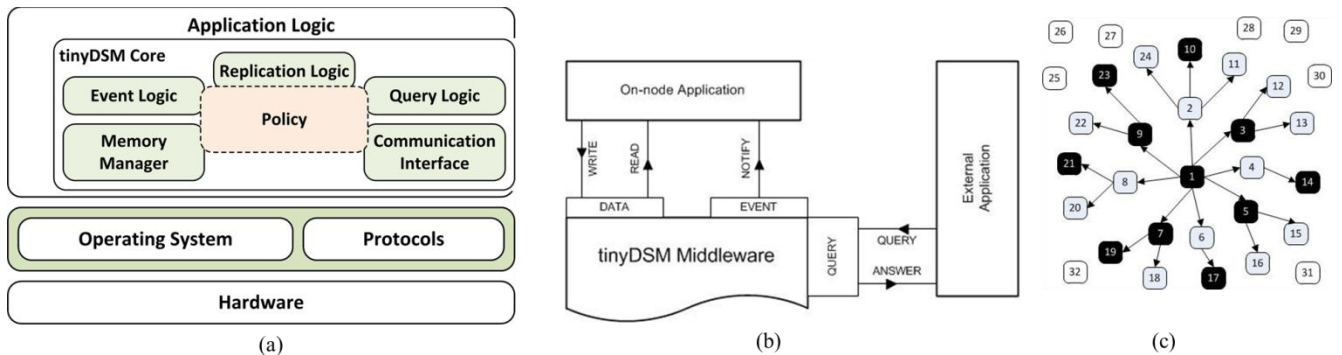 Application Logic
tinyDSM Core
Replication Logic
Event Logic
Query Logic
Policy
Memory
Manager
Communication
Interface
Operating System
Protocols
Hardware
(a)
On-node Application
WRITE
READ
NOTIFY
DATA
EVENT
tinyDSM Middleware
QUERY
QUERY
ANSWER
External
Application
(b)
26
27
28
29
10
24
11
25
23
30
12
2
22
9
3
13
21
1
4
14
8
20
5
7
6
15
19
16
32
18
17
31
(c)